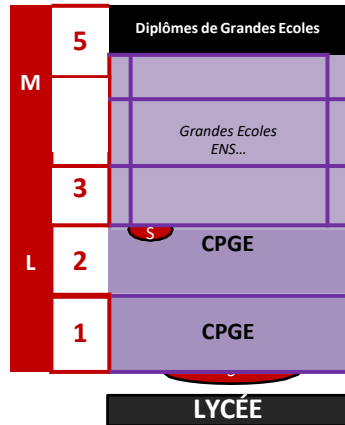 5
Diplômes de Grandes Ecoles
M
Grandes Ecoles
ENS...
3
S
L
2
CPGE
1
CPGE
LYCÉE